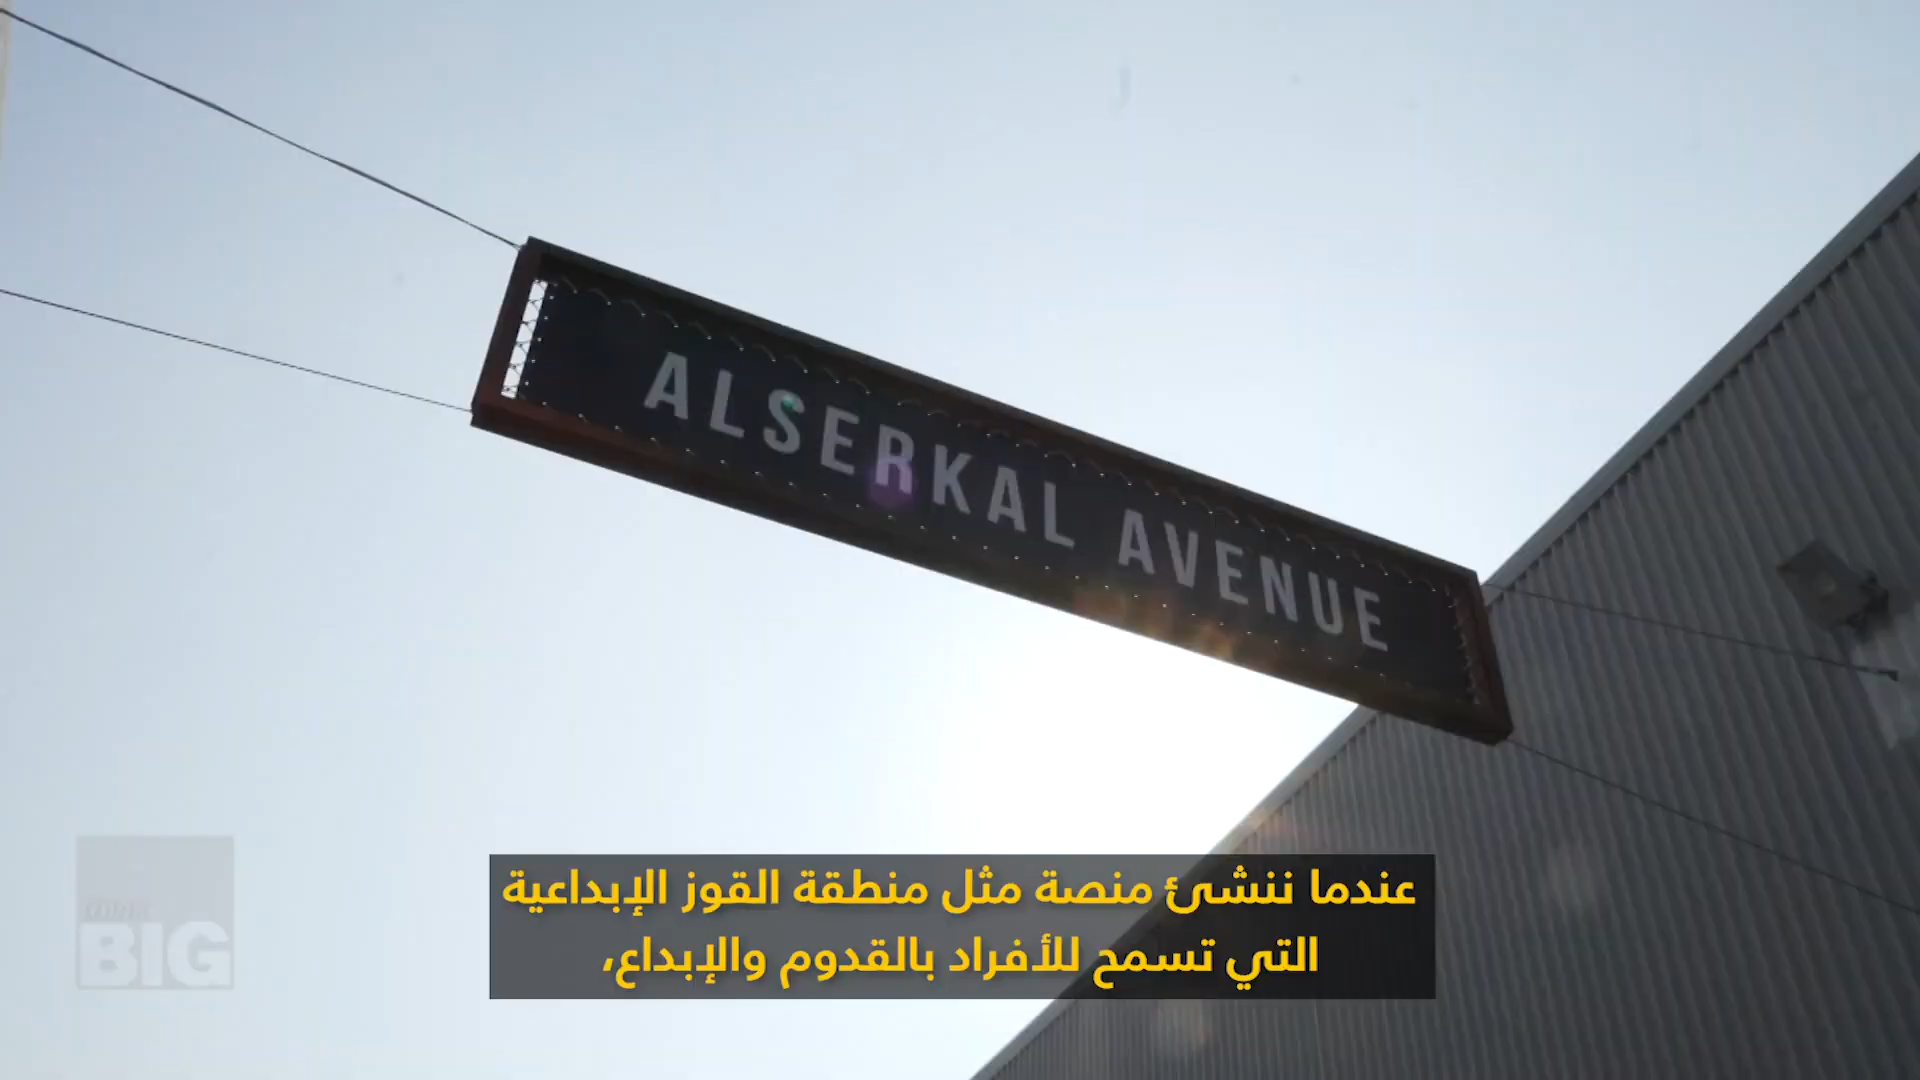 ALSERKAL AVENUE
عندما ننشئ منصة مثل منطقة القوز الإبداعية
التي تسمح للأفراد بالقدوم والإبداع،
BIG